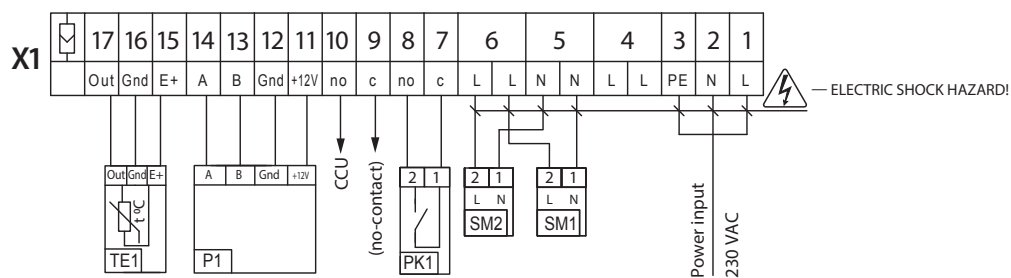 17 16 15 14 13 12 11 10 9 8 7 6 5 4 3 2 1
X1
Out Gnd E+ A B Gnd +12V no c no c L L N N L L PE N L
ELECTRIC SHOCK HAZARD!
Out Gnd E+
t ºC
TE1
A B Gnd +12V
P1
CCU
(no-contact)
2 1
PK1
2 1
L N
SM2
2 1
L N
SM1
Power input
230 VAC